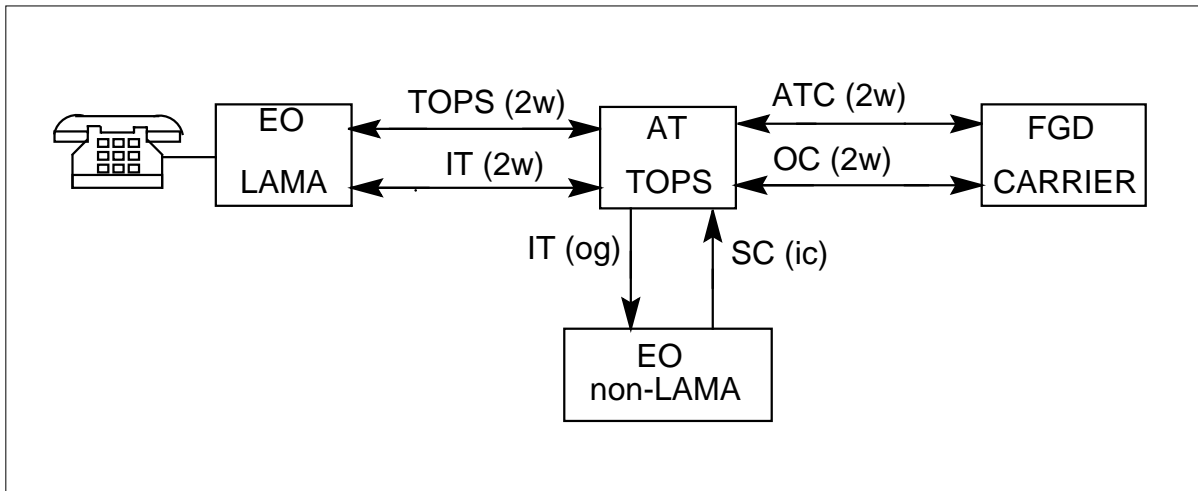 EO
LAMA
TOPS (2w)
IT (2w)
AT
TOPS
ATC (2w)
OC (2w)
FGD
CARRIER
IT (og)
SC (ic)
EO
non-LAMA